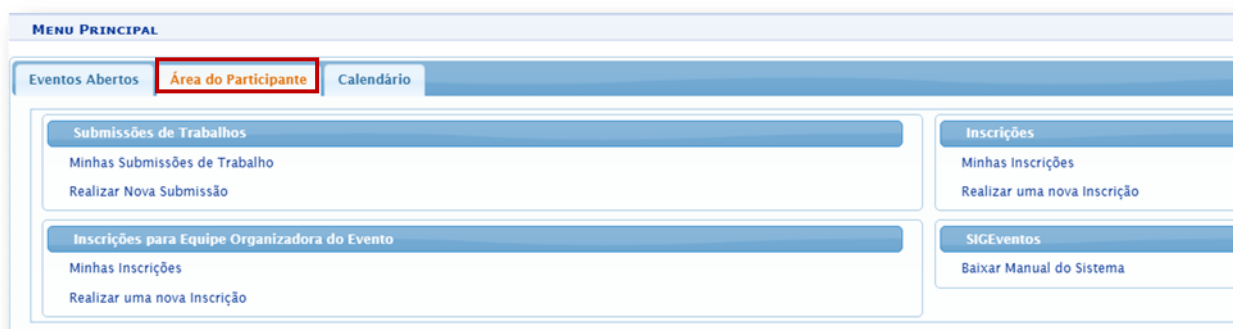 MENU PRINCIPAL
Eventos Abertos Área do Participante Calendário
Submissões de Trabalhos
Minhas Submissões de Trabalho
Realizar Nova Submissão
Inscrições
Minhas Inscrições
Realizar uma nova Inscrição
Inscrições para Equipe Organizadora do Evento
Minhas Inscrições
Realizar uma nova Inscrição
SIGEventos
Baixar Manual do Sistema